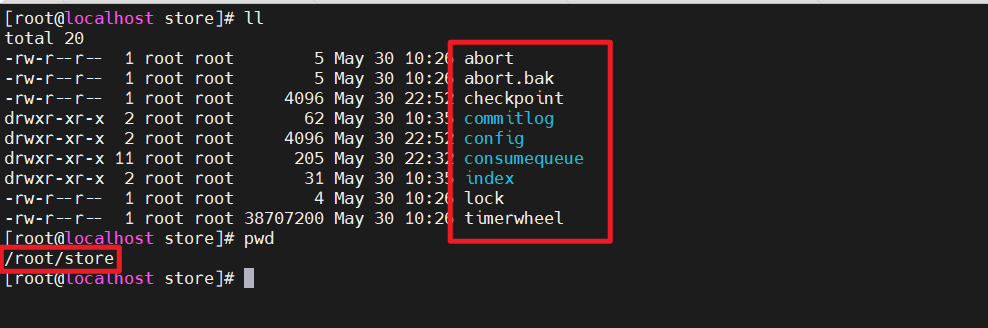 [root@localhost store]# ll
total 20
-rw-r--r--  1 root root        5 May 30 10:26 abort
-rw-r--r--  1 root root        5 May 30 10:26 abort.bak
-rw-r--r--  1 root root     4096 May 30 22:52 checkpoint
drwxr-xr-x  2 root root       62 May 30 10:35 commitlog
drwxr-xr-x  2 root root     4096 May 30 22:52 config
drwxr-xr-x 11 root root      205 May 30 22:32 consumequeue
drwxr-xr-x  2 root root       31 May 30 10:35 index
-rw-r--r--  1 root root        4 May 30 10:26 lock
-rw-r--r--  1 root root 38707200 May 30 10:26 timerwheel
[root@localhost store]# pwd
/root/store
[root@localhost store]#